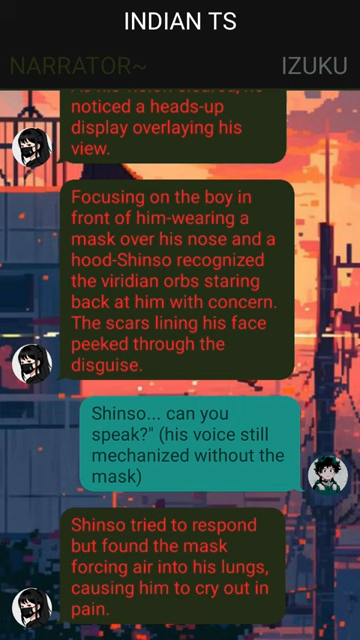 INDIAN TS
NARRATOR~ IZUKU
noticed a heads-up
display overlaying his
view.
Focusing on the boy in
front of him-wearing a
mask over his nose and a
hood-Shinso recognized
the viridian orbs staring
back at him with concern.
The scars lining his face
peeked through the
disguise.
Shinso... can you
speak?" (his voice still
mechanized without the
mask)
Shinso tried to respond
but found the mask
forcing air into his lungs,
causing him to cry out in
pain.